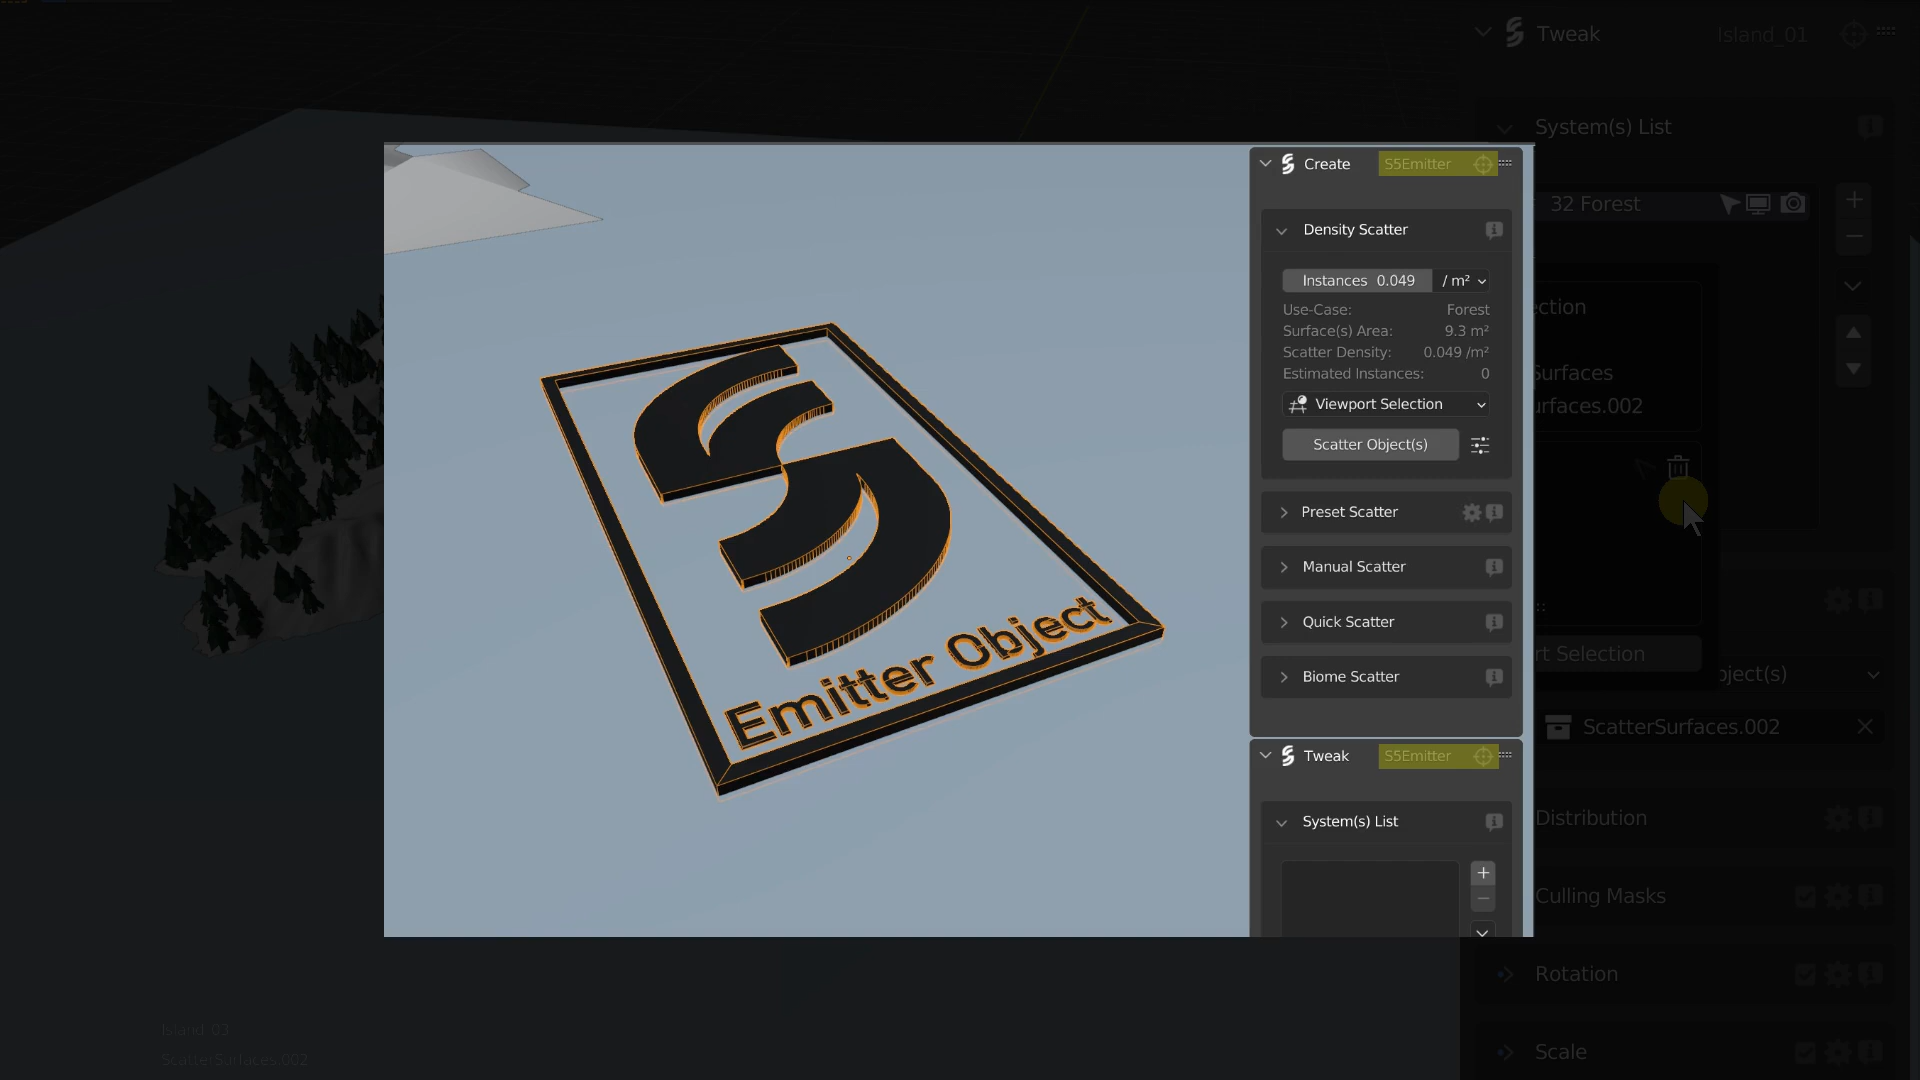 Tweak Island_01
System(s) List
32 Forest
ction
Surfaces
urfaces.002
rt Selection
bject(s)
ScatterSurfaces.002
Distribution
Culling Masks
Rotation
Scale
Create S5Emitter
Density Scatter
Instances 0.049 / m²
Use-Case: Forest
Surface(s) Area: 9.3 m²
Scatter Density: 0.049 /m²
Estimated Instances: 0
Viewport Selection
Scatter Object(s)
Preset Scatter
Manual Scatter
Quick Scatter
Biome Scatter
Tweak S5Emitter
System(s) List
Emitter Object
Island_03
ScatterSurfaces.002